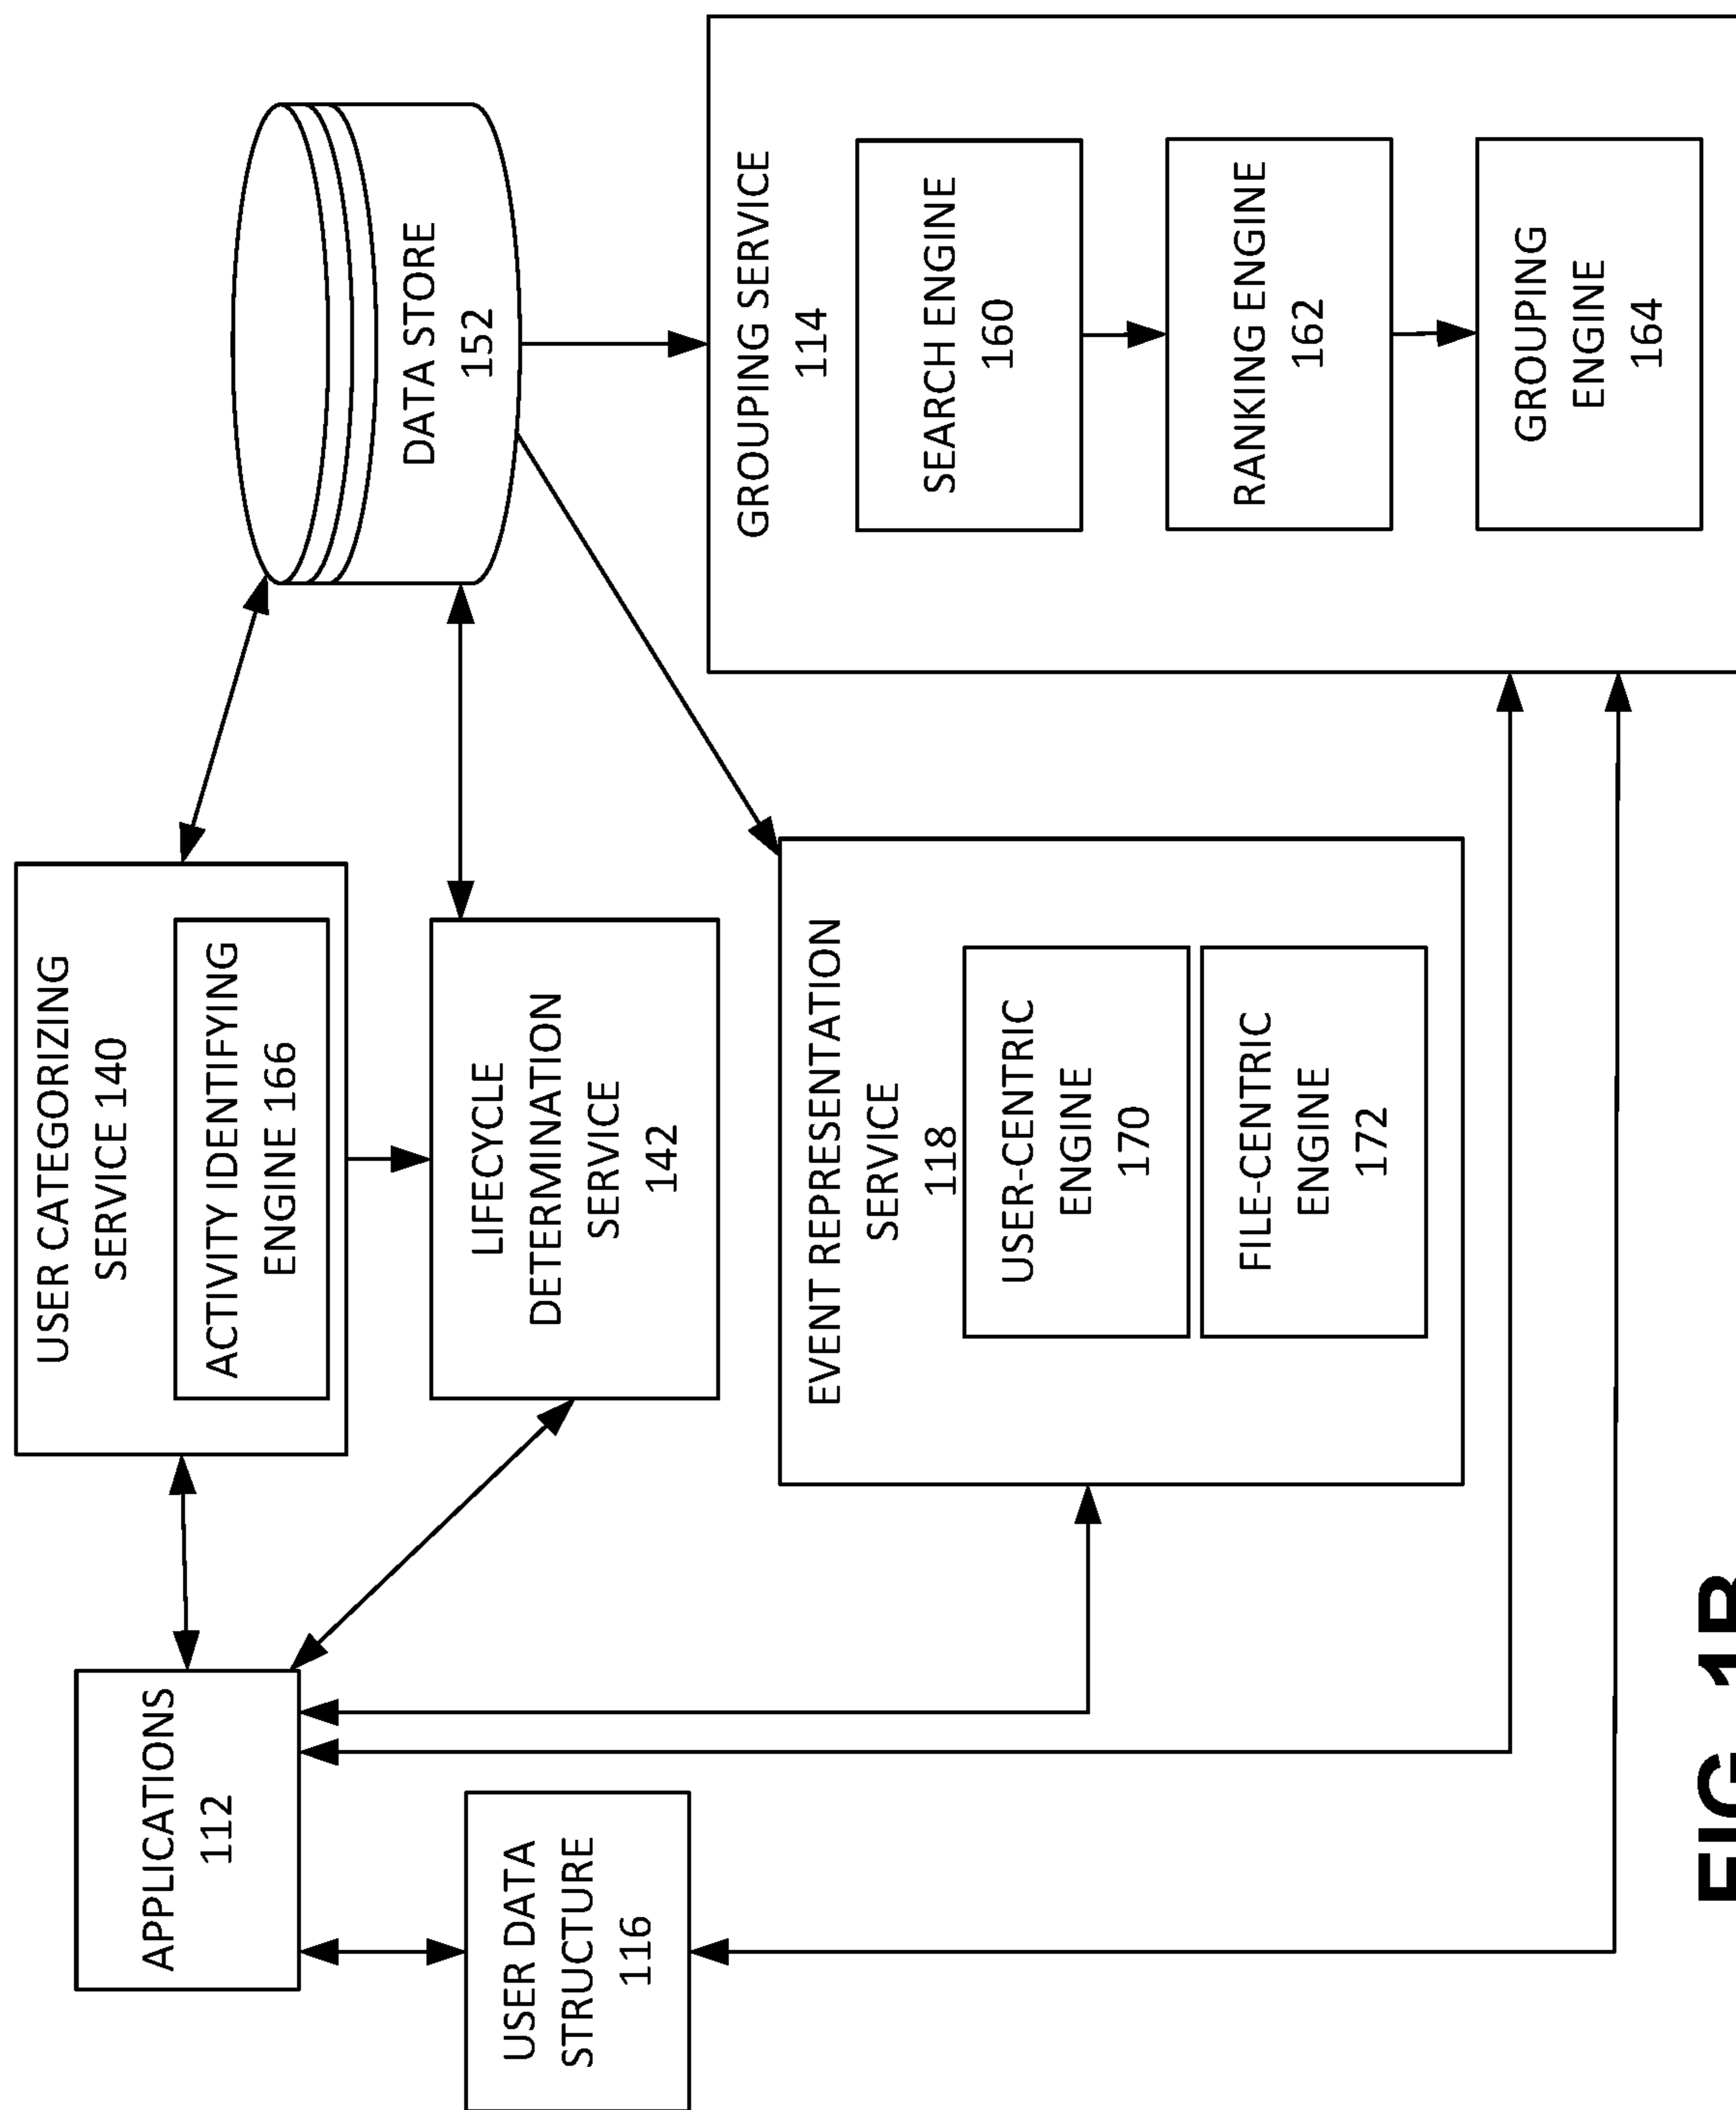 APPLICATIONS
112
USER DATA
STRUCTURE
116
USER CATEGORIZING
SERVICE 140
ACTIVITY IDENTIFYING
ENGINE 166
LIFECYCLE
DETERMINATION
SERVICE
142
EVENT REPRESENTATION
SERVICE
118
USER-CENTRIC
ENGINE
170
FILE-CENTRIC
ENGINE
172
DATA STORE
152
GROUPING SERVICE
114
SEARCH ENGINE
160
RANKING ENGINE
162
GROUPING
ENGINE
164
FIG. 1B